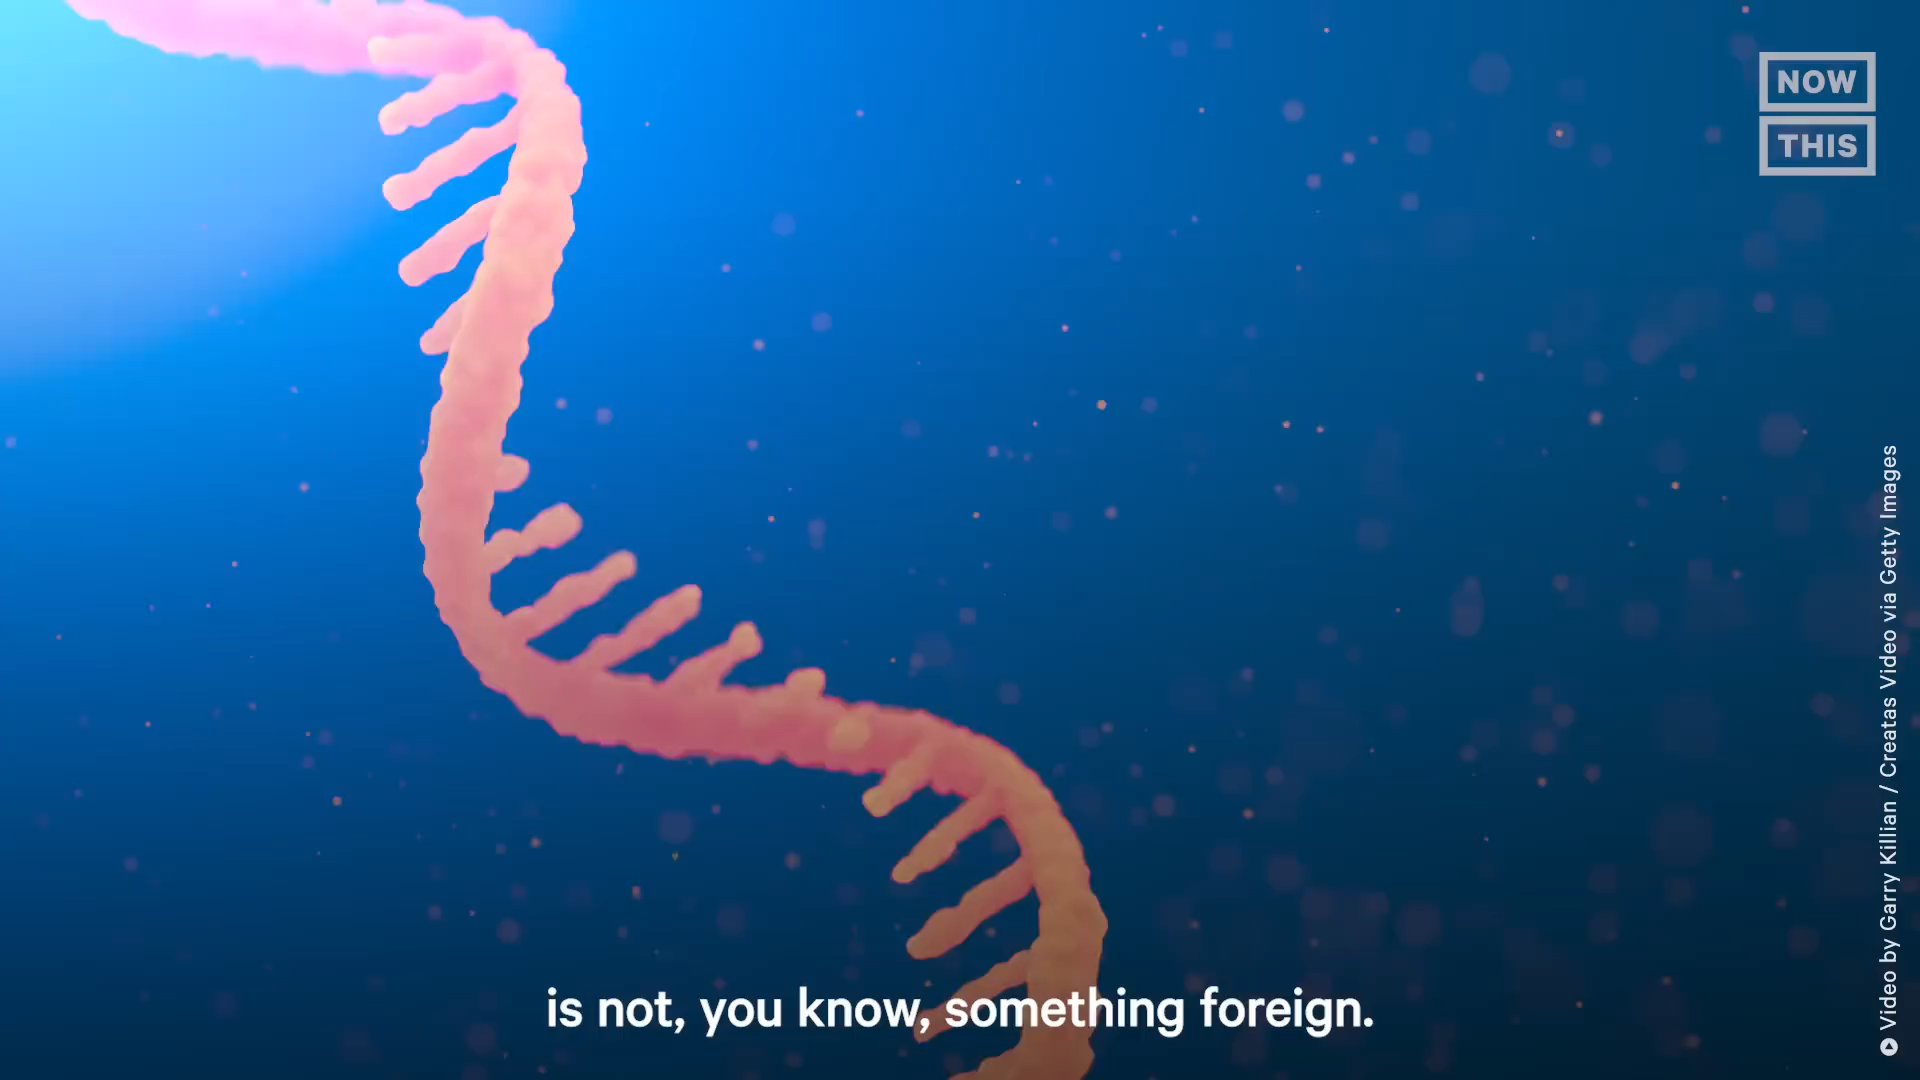 NOW
THIS
Video by Garry Killian / Creatas Video via Getty Images
is not, you know, something foreign.